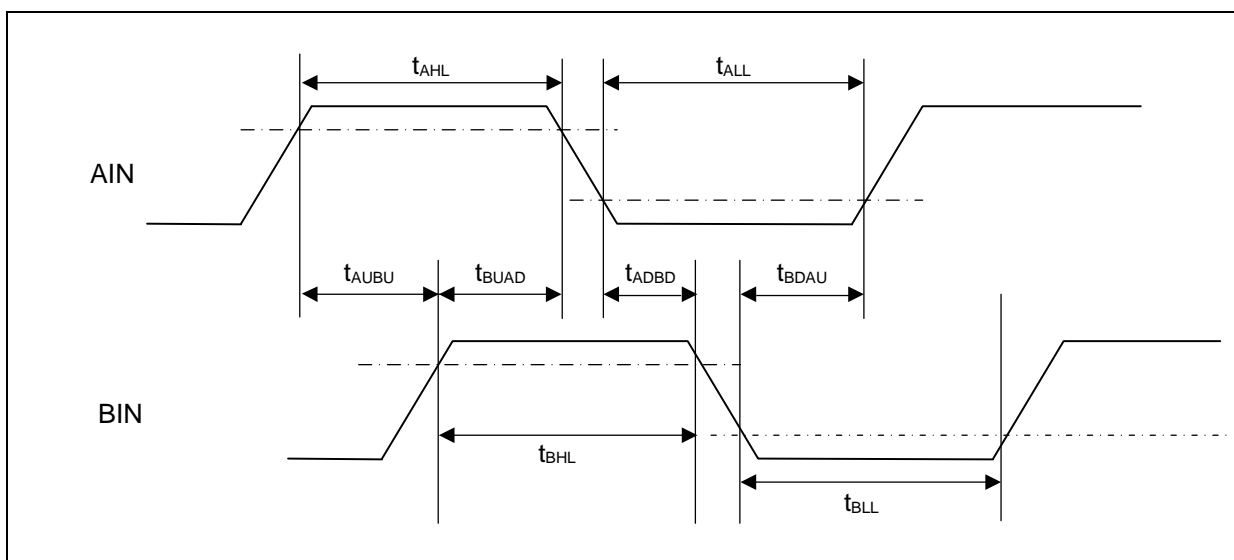 tAHL tALL
AIN
tAUBU tBUAD tADBD tBDAU
BIN
tBHL
tBLL